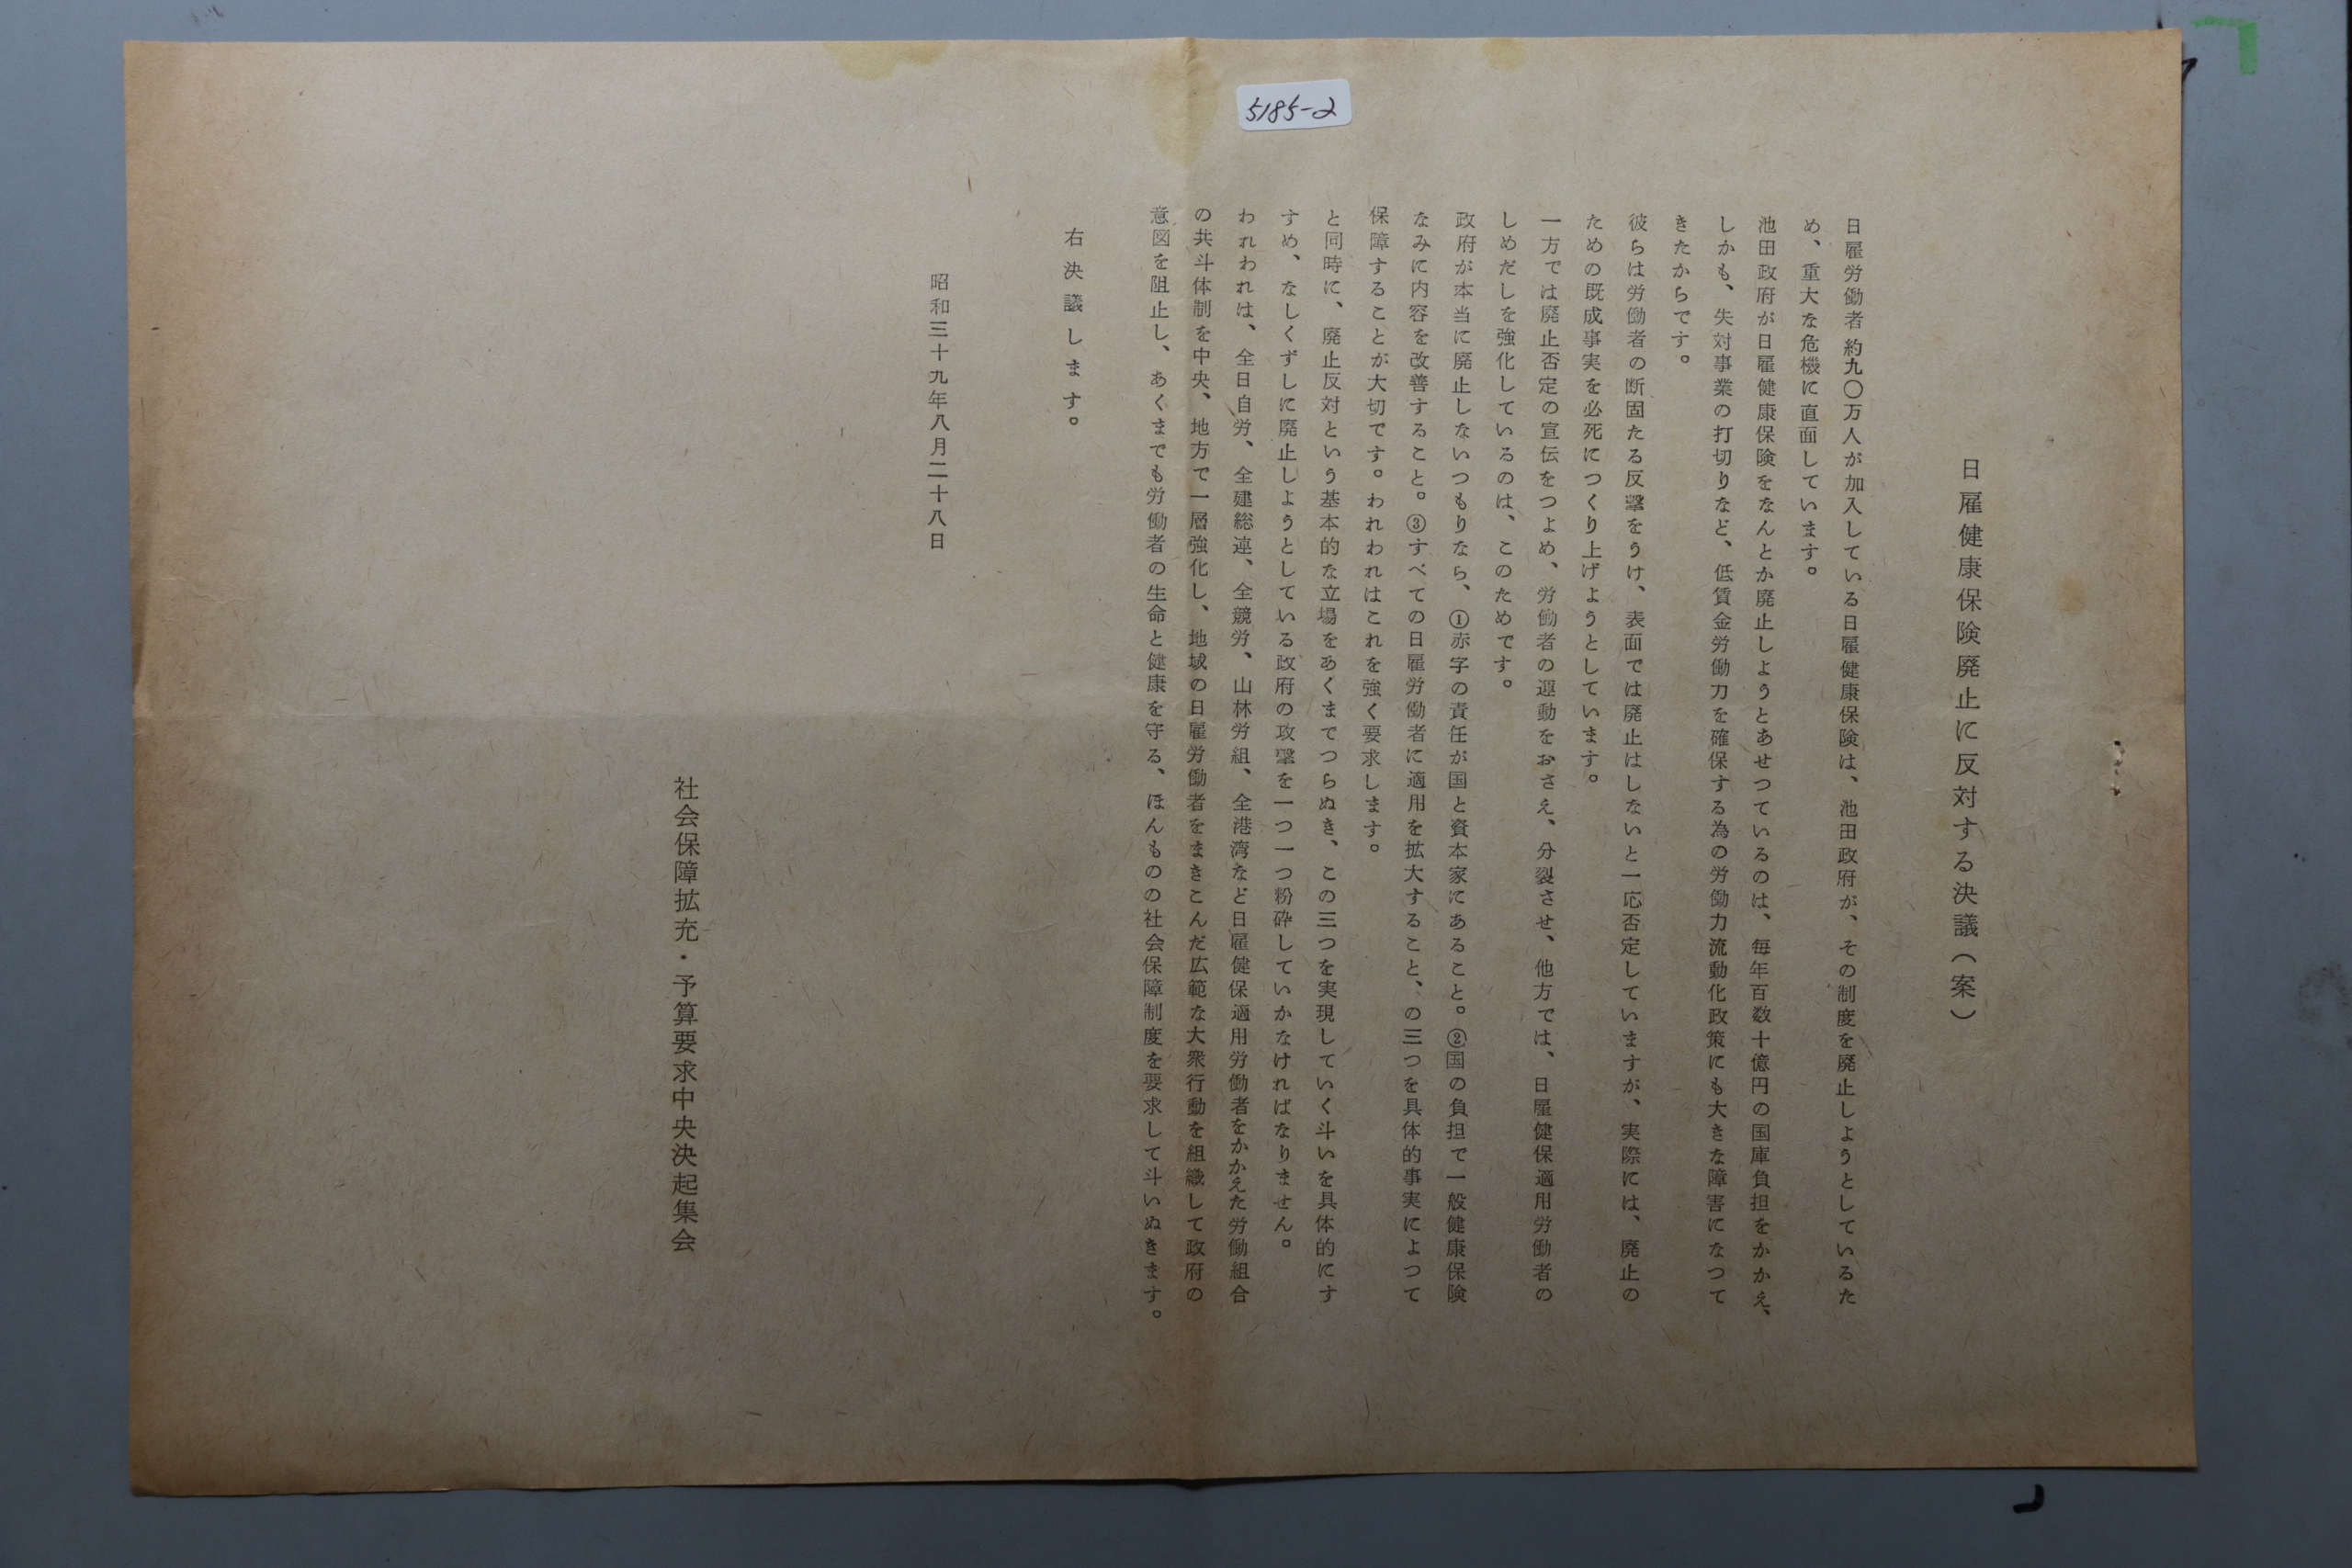 5185-2
日雇健康保険廃止に反対する決議(案)
日雇労働者約九〇万人が加入している日雇健康保険は、池田政府が、その制度を廃止しようとしているた
め、重大な危機に直面しています。
池田政府が日雇健康保険をなんとか廃止しようとあせつているのは、毎年百数十億円の国庫負担をかかえ、
しかも、失対事業の打切りなど、低賃金労働力を確保する為の労働力流動化政策にも大きな障害になつて
きたからです。
彼らは労働者の断固たる反撃をうけ、表面では廃止はしないと一応否定していますが、実際には、廃止の
ための既成事実を必死につくり上げようとしています。
一方では廃止否定の宣伝をつよめ、労働者の運動をおさえ、分裂させ、他方では、日雇健保適用労働者の
しめだしを強化しているのは、このためです。
政府が本当に廃止しないつもりなら、①赤字の責任が国と資本家にあること。②国の負担で一般健康保険
なみに内容を改善すること。③すべての日雇労働者に適用を拡大すること、の三つを具体的事実によつて
保障することが大切です。われわれはこれを強く要求します。
と同時に、廃止反対という基本的な立場をあくまでつらぬき、この三つを実現していく斗いを具体的にす
すめ、なしくずしに廃止しようとしている政府の攻撃を一つ一つ粉砕していかなければなりません。
われわれは、全日自労、全建総連、全競労、山林労組、全港湾など日雇健保適用労働者をかかえた労働組合
の共斗体制を中央、地方で一層強化し、地域の日雇労働者をまきこんだ広範な大衆行動を組織して政府の
意図を阻止し、あくまでも労働者の生命と健康を守る、ほんものの社会保障制度を要求して斗いぬきます。
右決議します。
昭和三十九年八月二十八日
社会保障拡充・予算要求中央決起集会